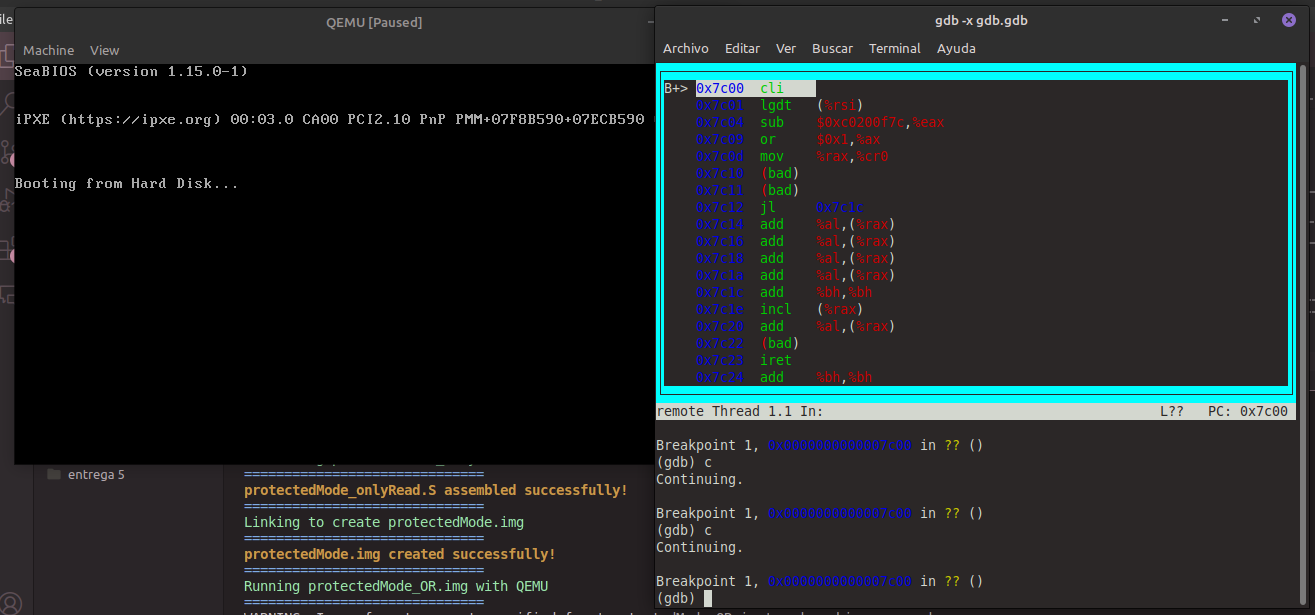 ile
QEMU [Paused]
Machine View
SeaBIOS (version 1.15.0-1)
iPXE (https://ipxe.org) 00:03.0 CA00 PCI2.10 PnP PMM+07F8B590+07ECB590
Booting from Hard Disk...
entrega 5
==============================
protectedMode_onlyRead.S assembled successfully!
==============================
Linking to create protectedMode.img
==============================
protectedMode.img created successfully!
==============================
Running protectedMode_OR.img with QEMU
==============================
gdb -x gdb.gdb
Archivo Editar Ver Buscar Terminal Ayuda
B+> 0x7c00 cli
0x7c01 lgdt (%rsi)
0x7c04 sub $0xc0200f7c,%eax
0x7c09 or $0x1,%ax
0x7c0d mov %rax,%cr0
0x7c10 (bad)
0x7c11 (bad)
0x7c12 jl 0x7c1c
0x7c14 add %al,(%rax)
0x7c16 add %al,(%rax)
0x7c18 add %al,(%rax)
0x7c1a add %al,(%rax)
0x7c1c add %bh,%bh
0x7c1e incl (%rax)
0x7c20 add %al,(%rax)
0x7c22 (bad)
0x7c23 iret
0x7c24 add %bh,%bh
remote Thread 1.1 In: L?? PC: 0x7c00
Breakpoint 1, 0x0000000000007c00 in ?? ()
(gdb) c
Continuing.
Breakpoint 1, 0x0000000000007c00 in ?? ()
(gdb) c
Continuing.
Breakpoint 1, 0x0000000000007c00 in ?? ()
(gdb)